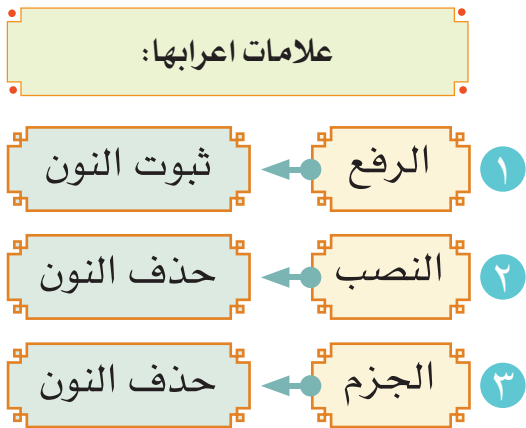 علامات اعرابها:
١ الرفع ثبوت النون
٢ النصب حذف النون
٣ الجزم حذف النون